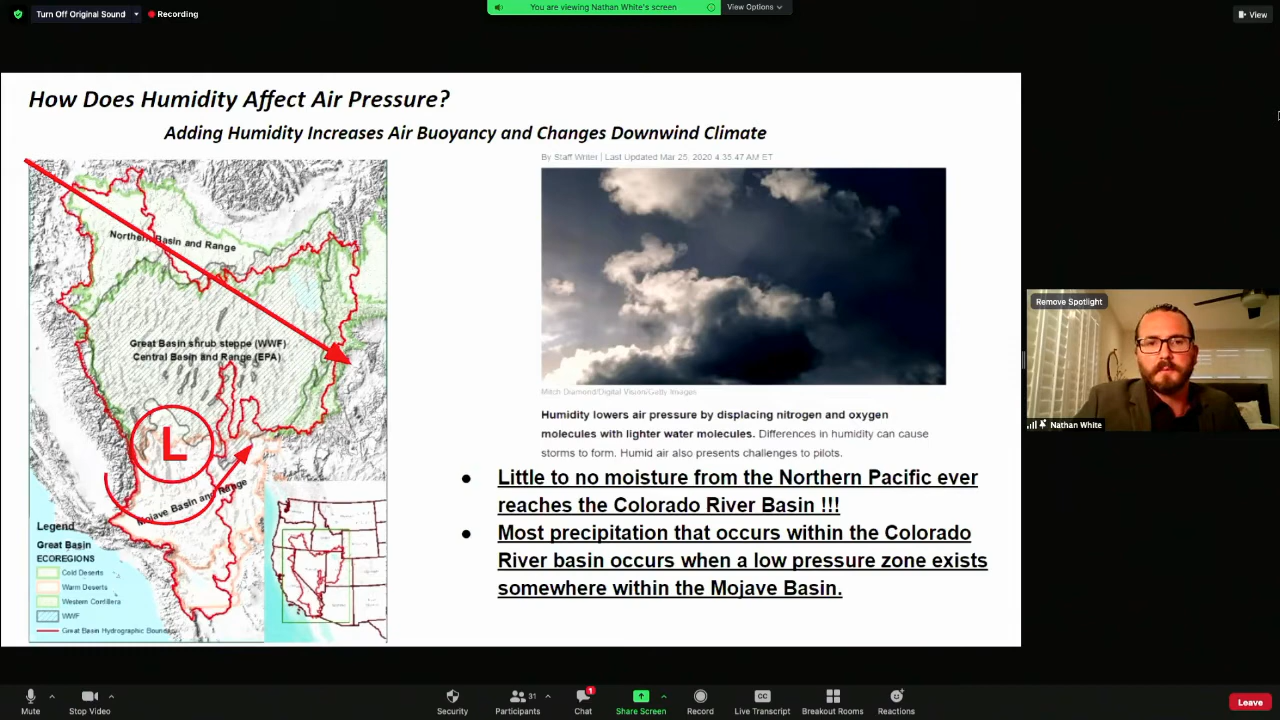 Turn Off Original Sound
Recording
You are viewing Nathan White's screen
View Options
View
How Does Humidity Affect Air Pressure?
Adding Humidity Increases Air Buoyancy and Changes Downwind Climate
By Staff Writer | Last Updated Mar 25, 2020 4:35:47 AM ET
Northern Basin and Range
Great Basin shrub steppe (WWF)
Central Basin and Range (EPA)
L
Mojave Basin and Range
Legend
Great Basin
ECOREGIONS
Cold Deserts
Warm Deserts
Western Cordillera
WWF
Great Basin Hydrographic Boundary
Mitch Diamond/Digital Vision/Getty Images
Humidity lowers air pressure by displacing nitrogen and oxygen
molecules with lighter water molecules. Differences in humidity can cause
storms to form. Humid air also presents challenges to pilots.
● Little to no moisture from the Northern Pacific ever
reaches the Colorado River Basin !!!
● Most precipitation that occurs within the Colorado
River basin occurs when a low pressure zone exists
somewhere within the Mojave Basin.
Remove Spotlight
Nathan White
Mute
Stop Video
Security
Participants
31
Chat
1
Share Screen
Record
CC
Live Transcript
Breakout Rooms
Reactions
Leave